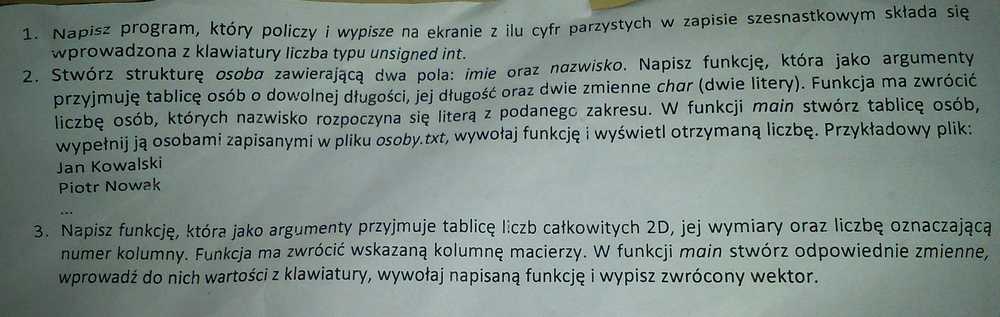 1. Napisz program, który policzy i wypisze na ekranie z ilu cyfr parzystych w zapisie szesnastkowym składa się
wprowadzona z klawiatury liczba typu unsigned int.
2. Stwórz strukturę osoba zawierającą dwa pola: imie oraz nazwisko. Napisz funkcję, która jako argumenty
przyjmuję tablicę osób o dowolnej długości, jej długość oraz dwie zmienne char (dwie litery). Funkcja ma zwrócić
liczbę osób, których nazwisko rozpoczyna się literą z podanego zakresu. W funkcji main stwórz tablicę osób,
wypełnij ją osobami zapisanymi w pliku osoby.txt, wywołaj funkcję i wyświetl otrzymaną liczbę. Przykładowy plik:
Jan Kowalski
Piotr Nowak
...
3. Napisz funkcję, która jako argumenty przyjmuje tablicę liczb całkowitych 2D, jej wymiary oraz liczbę oznaczającą
numer kolumny. Funkcja ma zwrócić wskazaną kolumnę macierzy. W funkcji main stwórz odpowiednie zmienne,
wprowadź do nich wartości z klawiatury, wywołaj napisaną funkcję i wypisz zwrócony wektor.